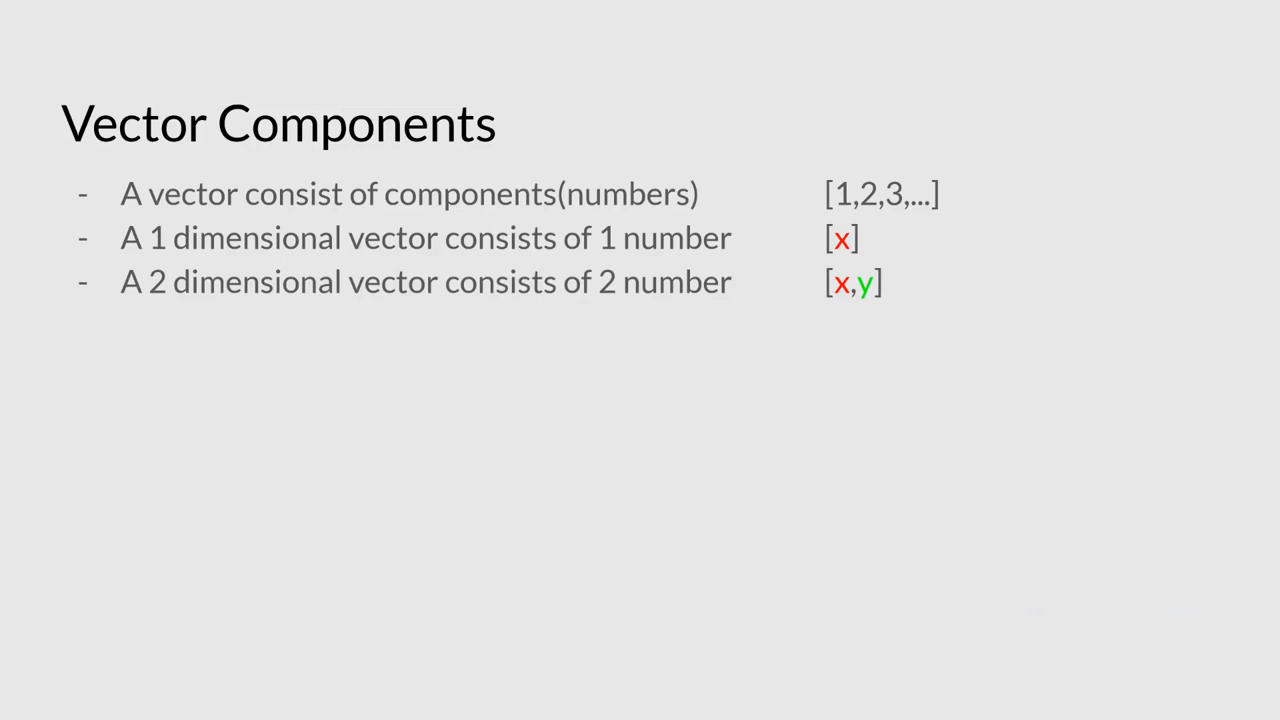 Vector Components
- A vector consist of components(numbers) [1,2,3,...]
- A 1 dimensional vector consists of 1 number [x]
- A 2 dimensional vector consists of 2 number [x,y]